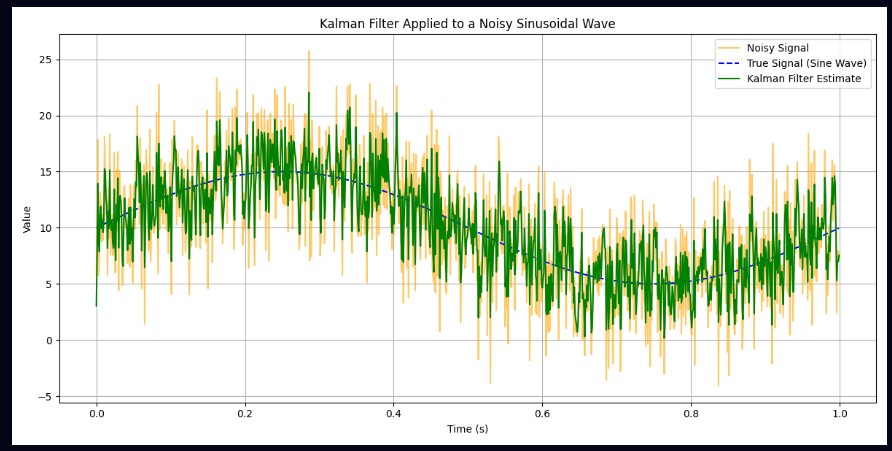 Kalman Filter Applied to a Noisy Sinusoidal Wave
Noisy Signal
True Signal (Sine Wave)
Kalman Filter Estimate
Value
25
20
15
10
5
0
−5
0.0 0.2 0.4 0.6 0.8 1.0
Time (s)